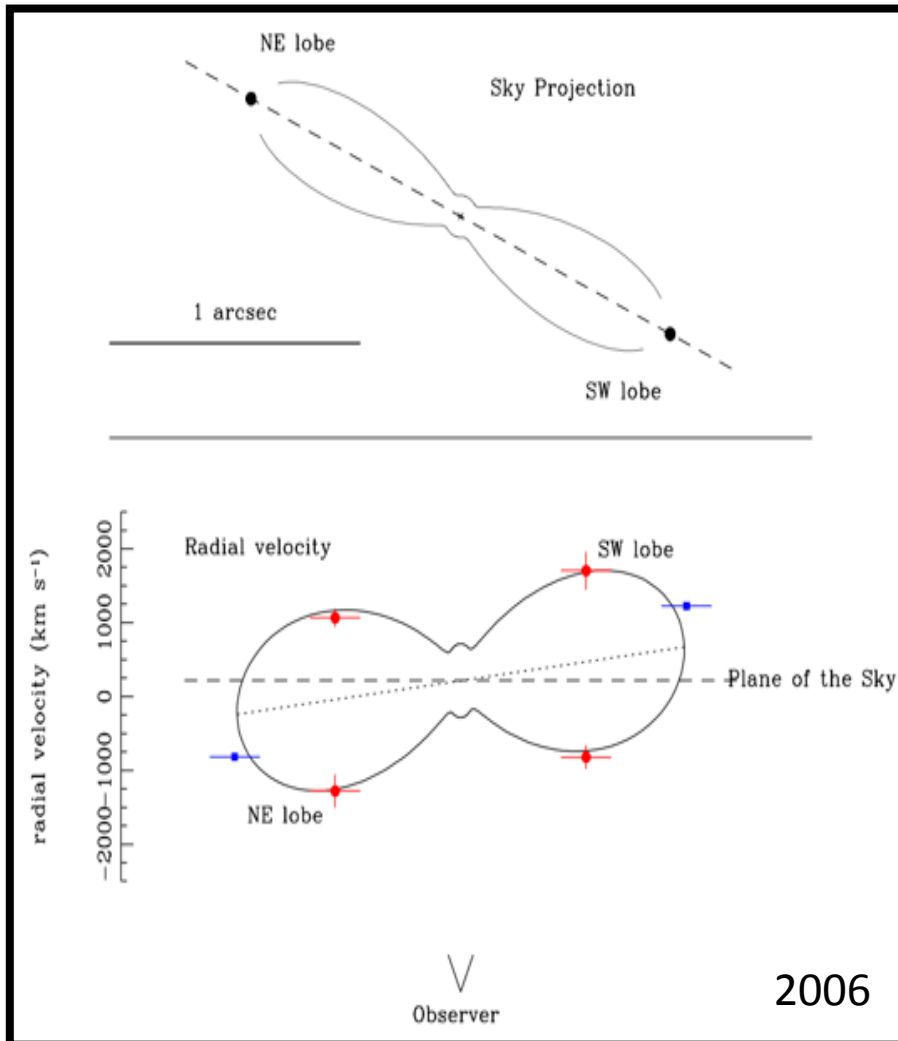 NE lobe
Sky Projection
1 arcsec
SW lobe
radial velocity (km s⁻¹)
2000
1000
0
-1000
-2000
Radial velocity
SW lobe
Plane of the Sky
NE lobe
Observer
2006